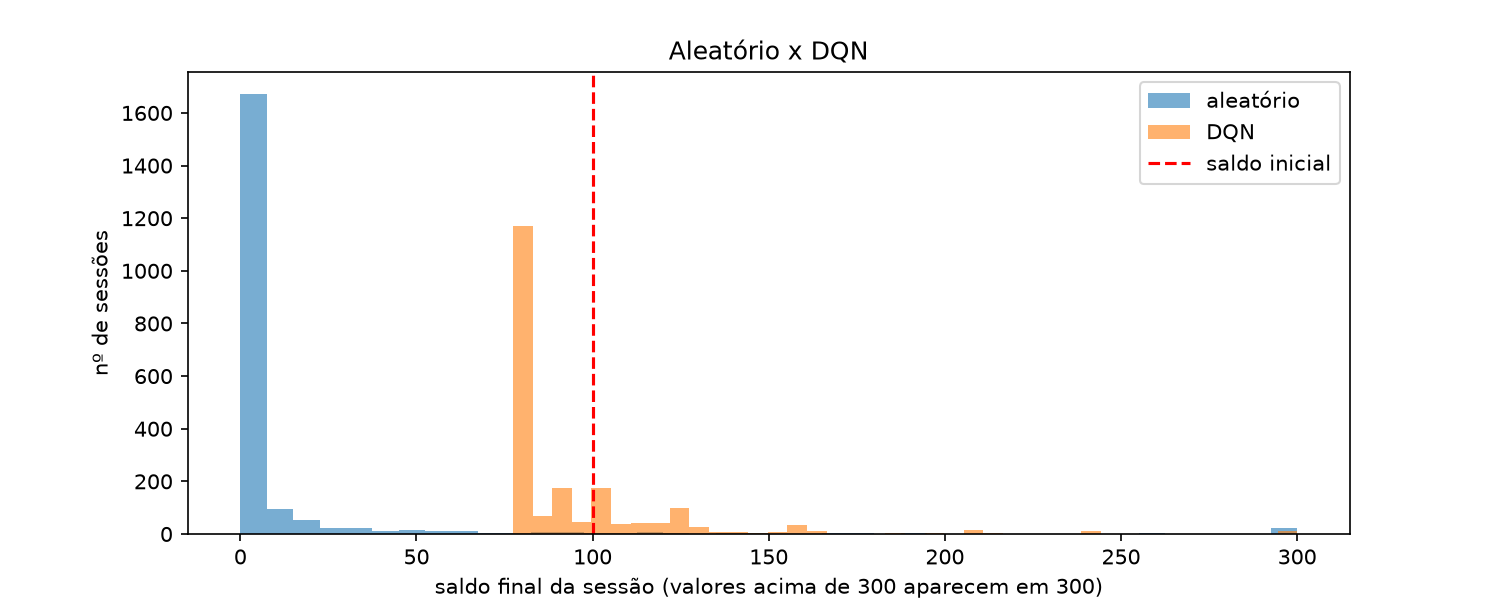 Aleatório x DQN
aleatório
DQN
saldo inicial
nº de sessões
1600
1400
1200
1000
800
600
400
200
0
0 50 100 150 200 250 300
saldo final da sessão (valores acima de 300 aparecem em 300)